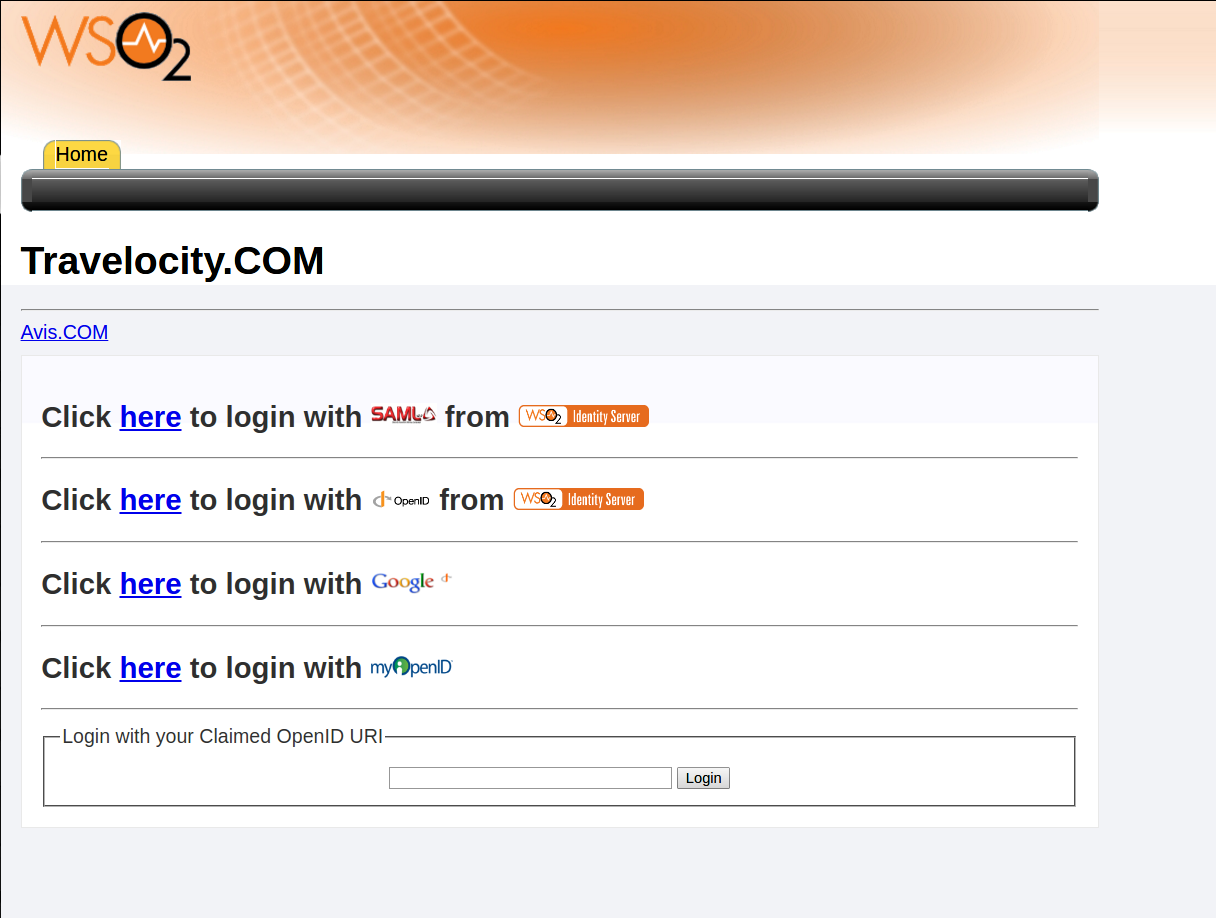 WSO2
Home
Travelocity.COM
Avis.COM
Click here to login with SAML from WSO2 Identity Server
Click here to login with OpenID from WSO2 Identity Server
Click here to login with Google
Click here to login with myOpenID
Login with your Claimed OpenID URI
Login